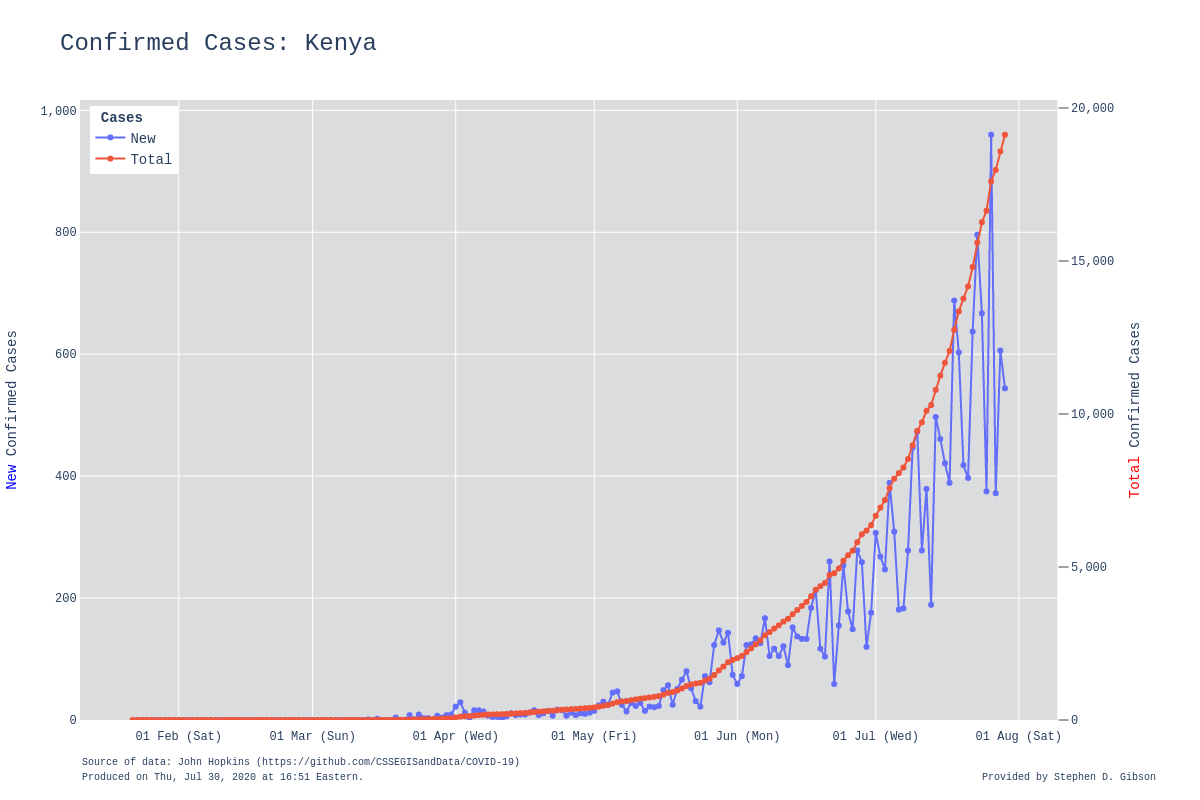 Confirmed Cases: Kenya
Cases
New
Total
1,000
800
600
400
200
0
20,000
15,000
10,000
5,000
0
New Confirmed Cases
Total Confirmed Cases
01 Feb (Sat)
01 Mar (Sun)
01 Apr (Wed)
01 May (Fri)
01 Jun (Mon)
01 Jul (Wed)
01 Aug (Sat)
Source of data: John Hopkins (https://github.com/CSSEGISandData/COVID-19)
Produced on Thu, Jul 30, 2020 at 16:51 Eastern.
Provided by Stephen D. Gibson